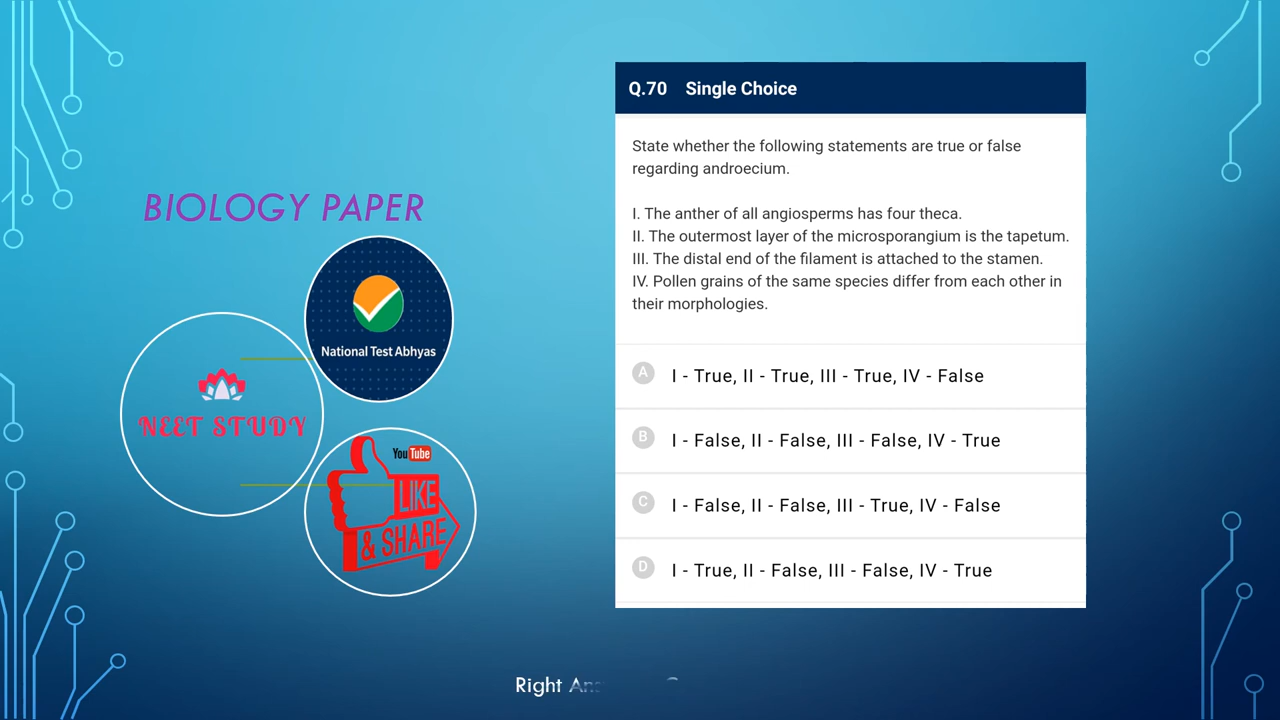 BIOLOGY PAPER
National Test Abhyas
NEET STUDY
YouTube
LIKE
& SHARE
Q.70 Single Choice
State whether the following statements are true or false
regarding androecium.
I. The anther of all angiosperms has four theca.
II. The outermost layer of the microsporangium is the tapetum.
III. The distal end of the filament is attached to the stamen.
IV. Pollen grains of the same species differ from each other in
their morphologies.
A I - True, II - True, III - True, IV - False
B I - False, II - False, III - False, IV - True
C I - False, II - False, III - True, IV - False
D I - True, II - False, III - False, IV - True
Right